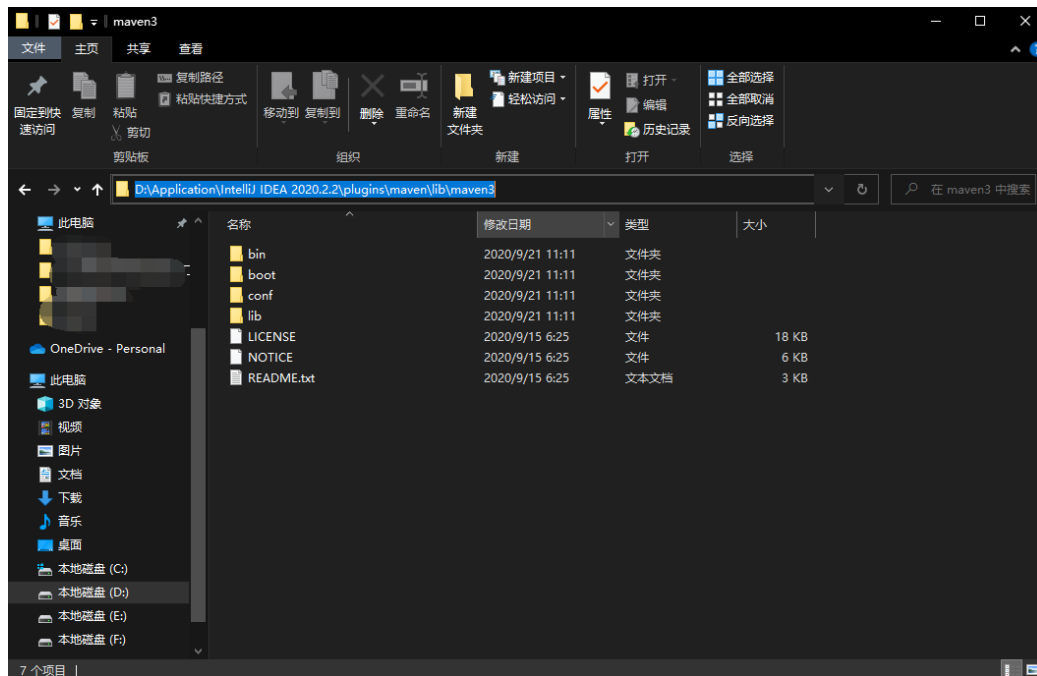 maven3
文件 主页 共享 查看
固定到快速访问
复制
粘贴
复制路径
粘贴快捷方式
剪切
移动到 复制到
删除 重命名
新建文件夹
新建项目
轻松访问
属性
打开
编辑
历史记录
全部选择
全部取消
反向选择
剪贴板 组织 新建 打开 选择
D:\Application\IntelliJ IDEA 2020.2.2\plugins\maven\lib\maven3
在 maven3 中搜索
此电脑
OneDrive - Personal
此电脑
3D 对象
视频
图片
文档
下载
音乐
桌面
本地磁盘 (C:)
本地磁盘 (D:)
本地磁盘 (E:)
本地磁盘 (F:)
名称 修改日期 类型 大小
bin 2020/9/21 11:11 文件夹
boot 2020/9/21 11:11 文件夹
conf 2020/9/21 11:11 文件夹
lib 2020/9/21 11:11 文件夹
LICENSE 2020/9/15 6:25 文件 18 KB
NOTICE 2020/9/15 6:25 文件 6 KB
README.txt 2020/9/15 6:25 文本文档 3 KB
7 个项目